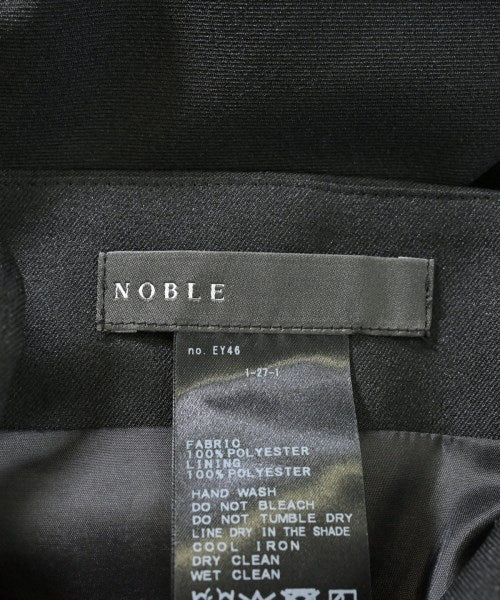 NOBLE
no. EY46
1-27-1
FABRIC
100% POLYESTER
LINING
100% POLYESTER
HAND WASH
DO NOT BLEACH
DO NOT TUMBLE DRY
LINE DRY IN THE SHADE
COOL IRON
DRY CLEAN
WET CLEAN